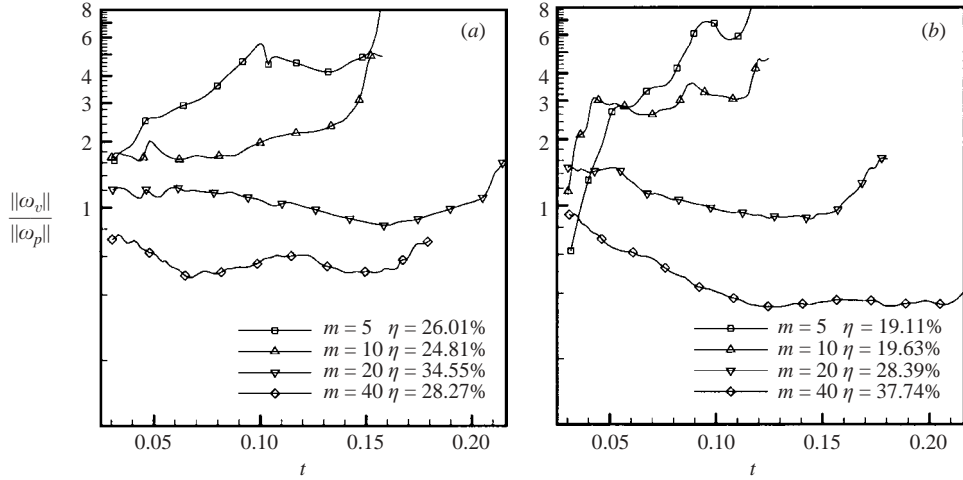 8
6
4
3
2
1
||ω_v||
||ω_p||
(a)
m = 5 η = 26.01%
m = 10 η = 24.81%
m = 20 η = 34.55%
m = 40 η = 28.27%
0.05 0.10 0.15 0.20
t
8
6
4
3
2
1
(b)
m = 5 η = 19.11%
m = 10 η = 19.63%
m = 20 η = 28.39%
m = 40 η = 37.74%
0.05 0.10 0.15 0.20
t